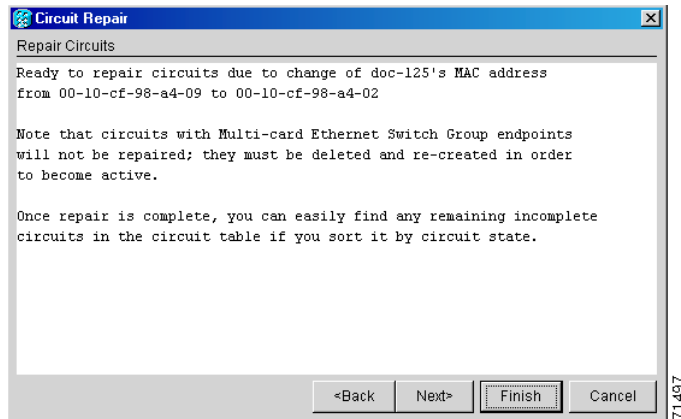 Circuit Repair
Repair Circuits
Ready to repair circuits due to change of doc-125's MAC address
from 00-10-cf-98-a4-09 to 00-10-cf-98-a4-02
Note that circuits with Multi-card Ethernet Switch Group endpoints
will not be repaired; they must be deleted and re-created in order
to become active.
Once repair is complete, you can easily find any remaining incomplete
circuits in the circuit table if you sort it by circuit state.
<Back
Next>
Finish
Cancel
71497